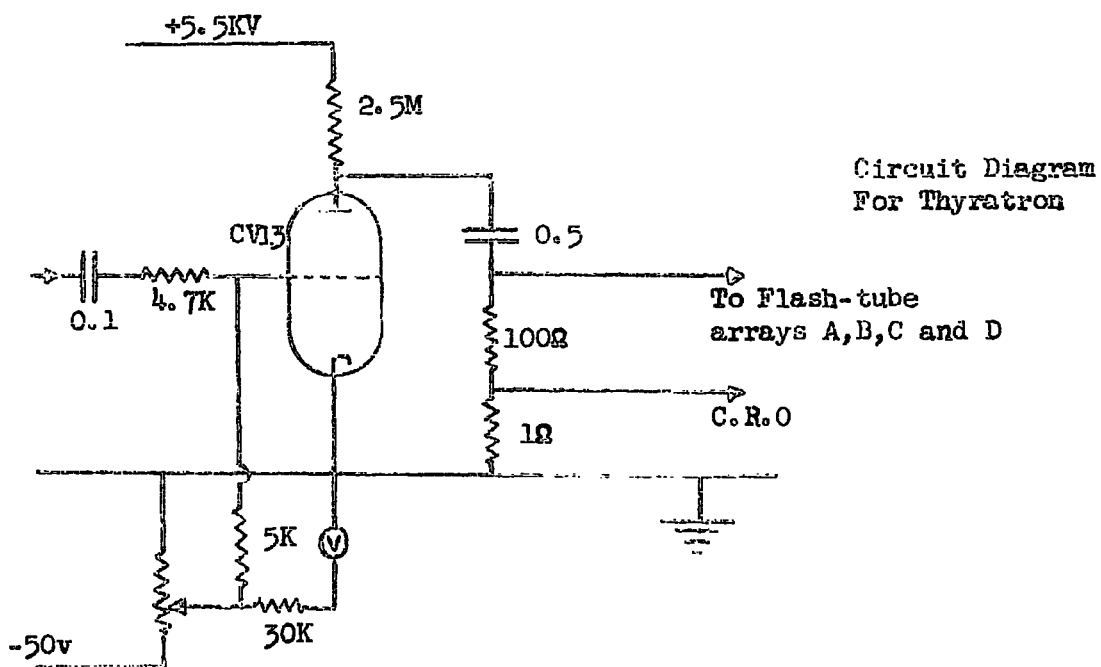 +5.5KV
2.5M
Circuit Diagram
For Thyratron
CV13
0.5
4.7K
0.1
To Flash-tube
arrays A,B,C and D
100Ω
C.R.O
1Ω
5K
V
30K
-50v